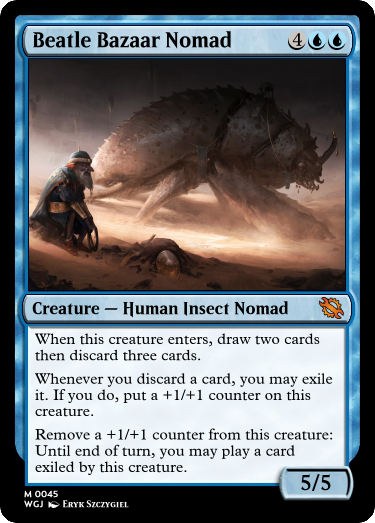 Beatle Bazaar Nomad 4
Creature — Human Insect Nomad
When this creature enters, draw two cards
then discard three cards.
Whenever you discard a card, you may exile
it. If you do, put a +1/+1 counter on this
creature.
Remove a +1/+1 counter from this creature:
Until end of turn, you may play a card
exiled by this creature.
5/5
M 0045
WGJ Eryk Szczygiel